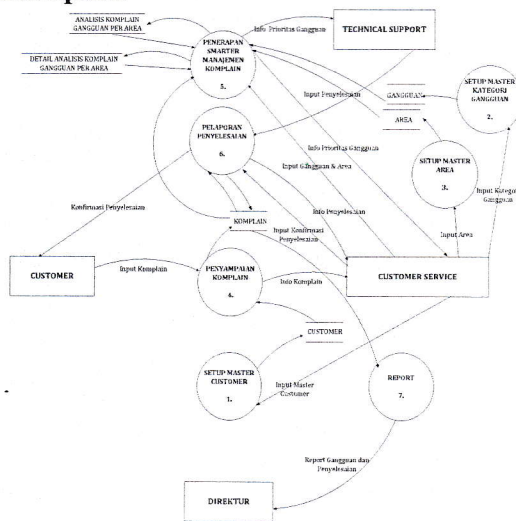 ANALISIS KOMPLAIN
GANGGUAN PER AREA
DETAIL ANALISIS KOMPLAIN
GANGGUAN PER AREA
PENERAPAN
SMARTER
MANAJEMEN
KOMPLAIN
5.
Info Prioritas Gangguan
TECHNICAL SUPPORT
Input Penyelesaian
GANGGUAN
AREA
SETUP MASTER
KATEGORI
GANGGUAN
2.
PELAPORAN
PENYELESAIAN
6.
Info Prioritas Gangguan
Input Gangguan & Area
SETUP MASTER
AREA
3.
Input Kategori
Gangguan
Input Area
Konfirmasi Penyelesaian
KOMPLAIN
Info Penyelesaian
Input Konfirmasi
Penyelesaian
CUSTOMER
Input Komplain
PENYAMPAIAN
KOMPLAIN
4.
Info Komplain
CUSTOMER SERVICE
CUSTOMER
SETUP MASTER
CUSTOMER
1.
Input Master
Customer
REPORT
7.
Report Gangguan dan
Penyelesaian
DIREKTUR